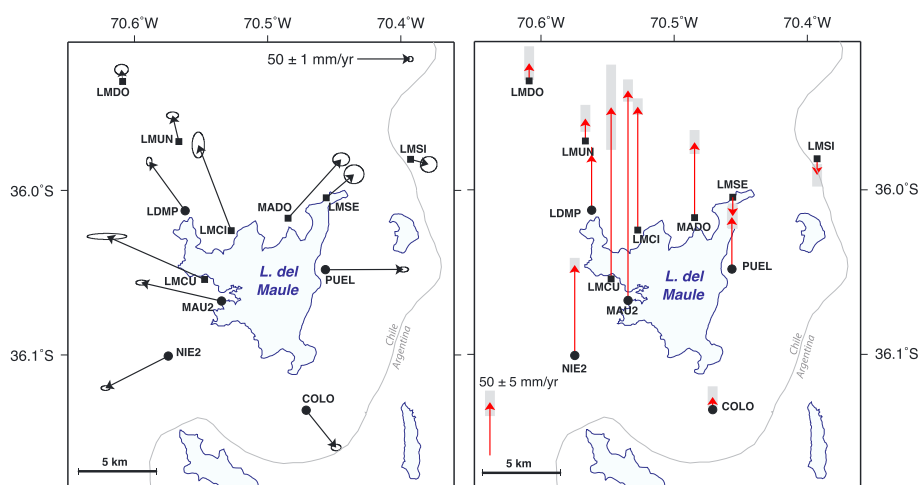 70.6°W 70.5°W 70.4°W
50 ± 1 mm/yr
LMDO
LMUN
LMSI
36.0°S
LDMP
MADO
LMSE
LMCI
L. del
Maule
LMCU
PUEL
MAU2
36.1°S
NIE2
Chile
Argentina
COLO
5 km
70.6°W 70.5°W 70.4°W
LMDO
LMUN
LMSI
36.0°S
LMSE
LDMP
MADO
LMCI
L. del
Maule
PUEL
LMCU
MAU2
36.1°S
NIE2
Chile
Argentina
50 ± 5 mm/yr
COLO
5 km